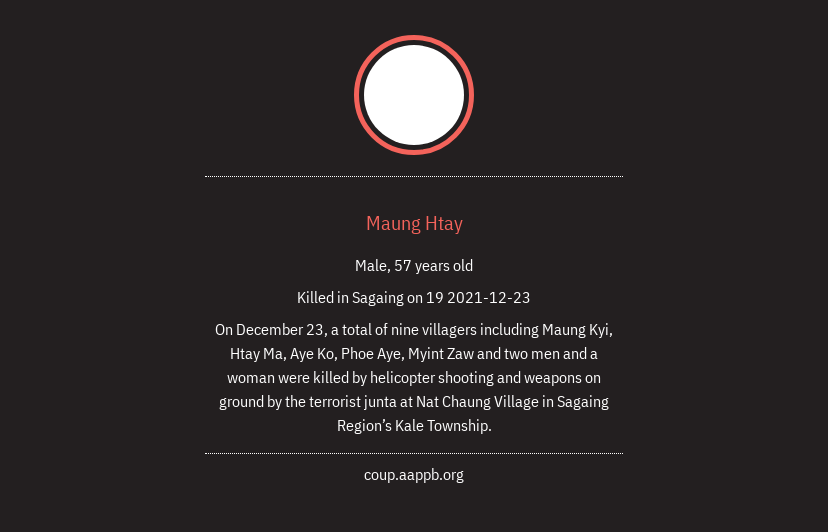 Maung Htay
Male, 57 years old
Killed in Sagaing on 19 2021-12-23
On December 23, a total of nine villagers including Maung Kyi,
Htay Ma, Aye Ko, Phoe Aye, Myint Zaw and two men and a
woman were killed by helicopter shooting and weapons on
ground by the terrorist junta at Nat Chaung Village in Sagaing
Region’s Kale Township.
coup.aappb.org